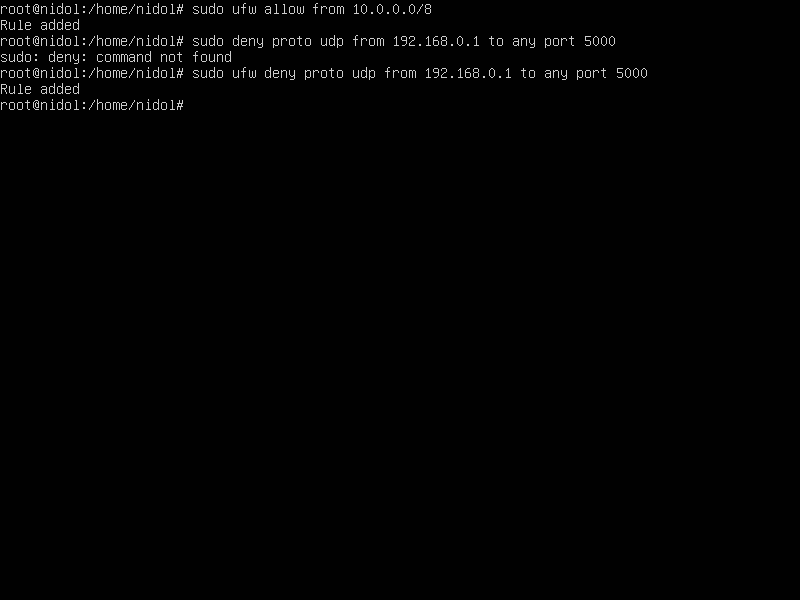 root@nidol:/home/nidol# sudo ufw allow from 10.0.0.0/8
Rule added
root@nidol:/home/nidol# sudo deny proto udp from 192.168.0.1 to any port 5000
sudo: deny: command not found
root@nidol:/home/nidol# sudo ufw deny proto udp from 192.168.0.1 to any port 5000
Rule added
root@nidol:/home/nidol#